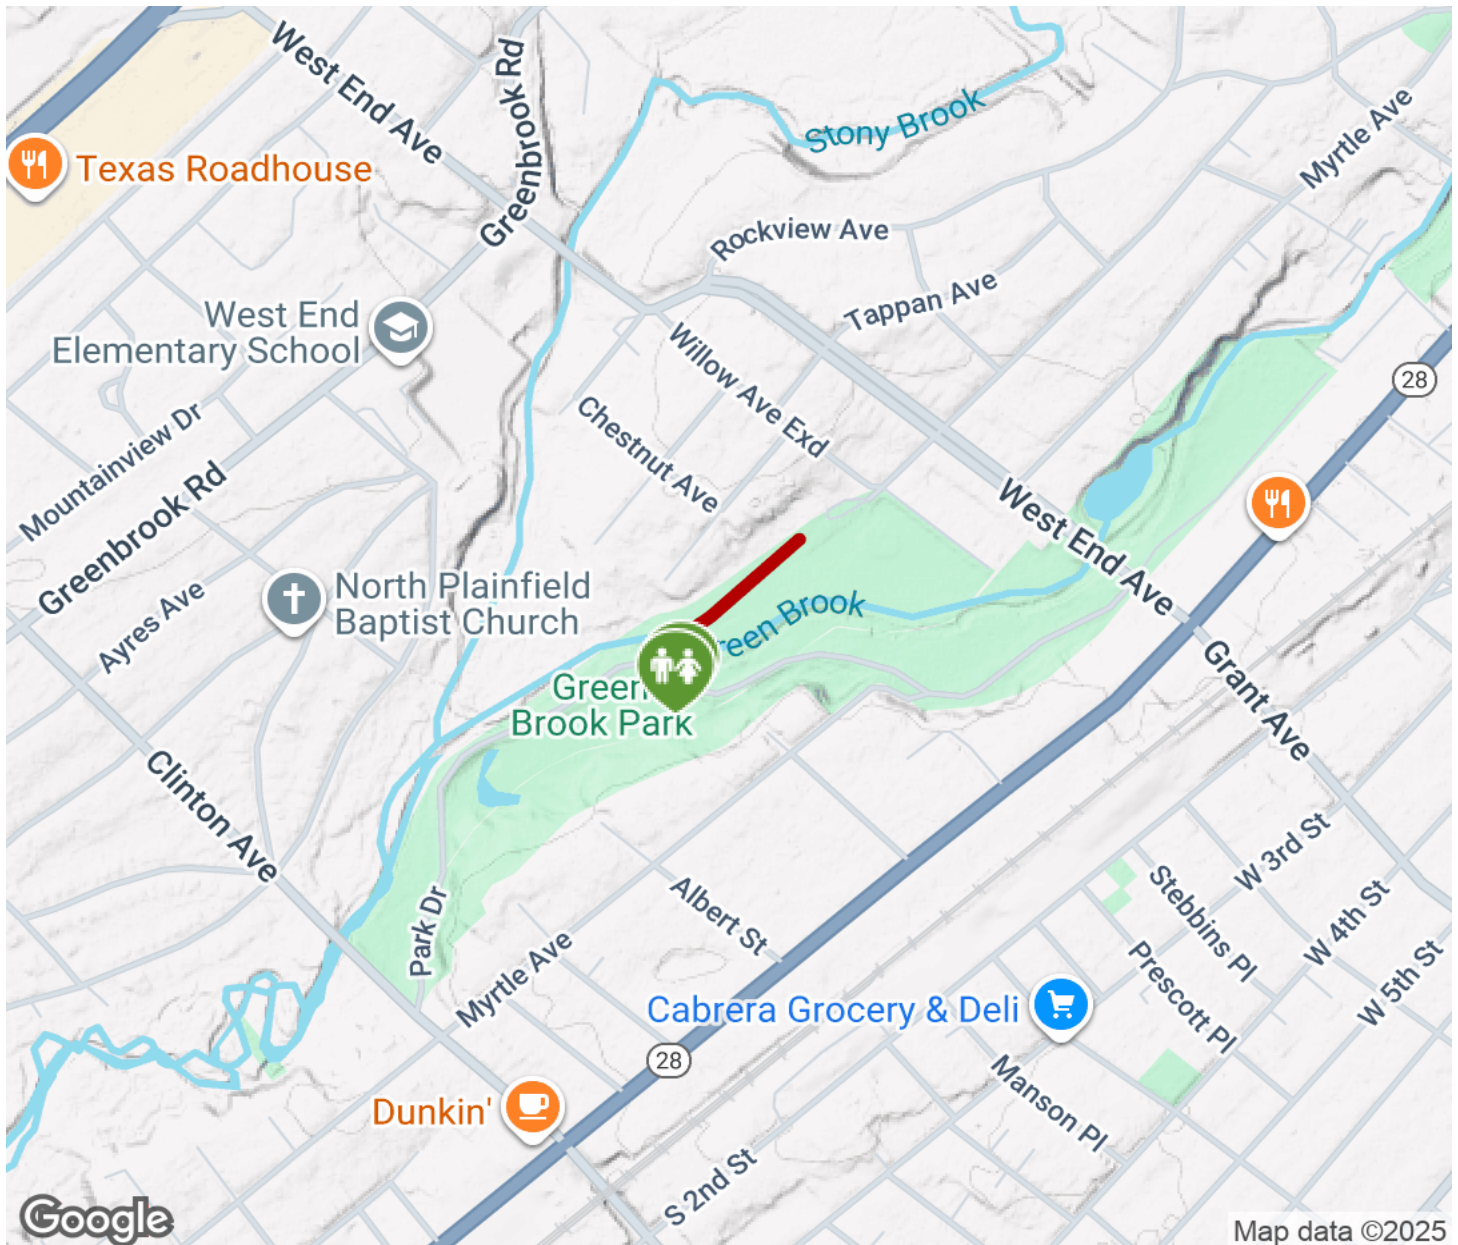 West End Ave
Greenbrook Rd
Stony Brook
Myrtle Ave
Texas Roadhouse
Rockview Ave
Tappan Ave
West End
Elementary School
Willow Ave Exd
28
Chestnut Ave
Mountainview Dr
Greenbrook Rd
West End Ave
North Plainfield
Baptist Church
Ayres Ave
reen Brook
Green
Brook Park
Grant Ave
Clinton Ave
W 3rd St
Stebbins Pl
W 4th St
Albert St
Park Dr
Myrtle Ave
Prescott Pl
W 5th St
Cabrera Grocery & Deli
28
Manson Pl
Dunkin'
S 2nd St
Google
Map data ©2025